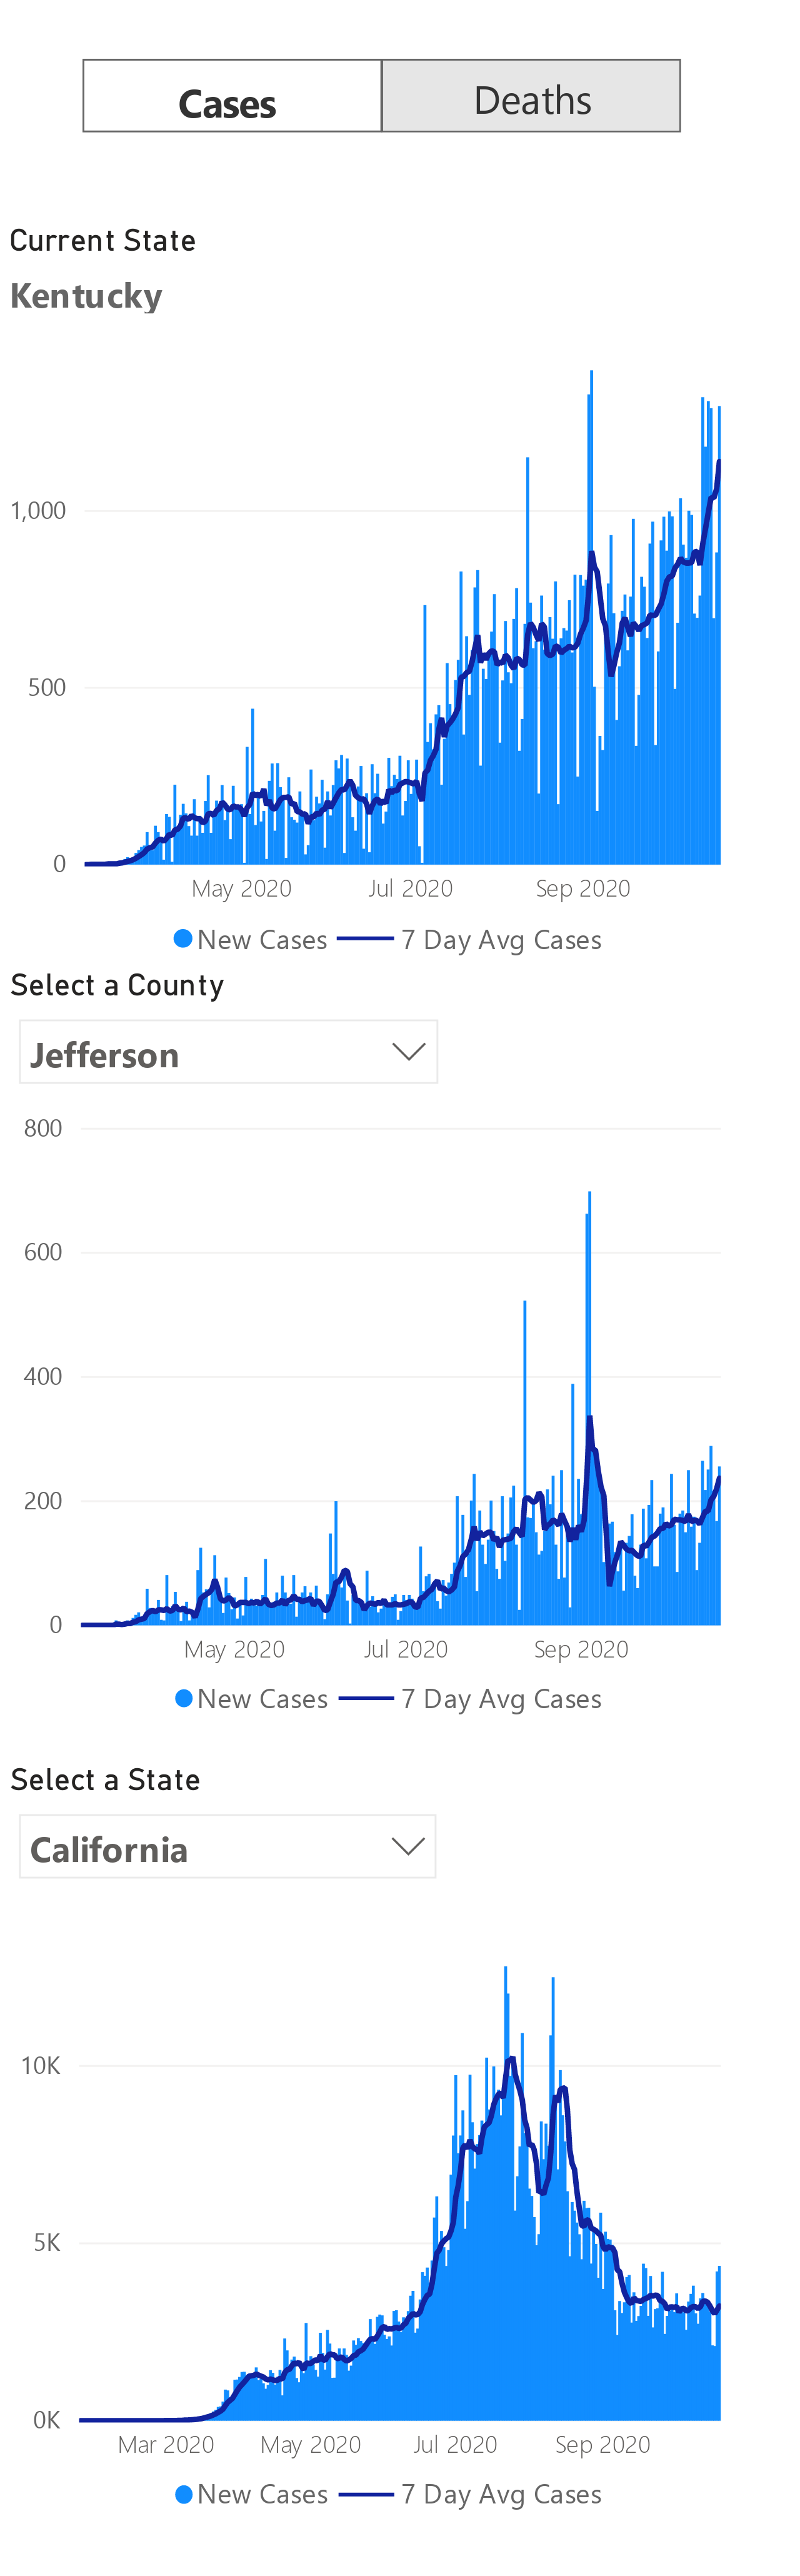 Cases Deaths
Current State
Kentucky
1,000
500
0
May 2020 Jul 2020 Sep 2020
New Cases 7 Day Avg Cases
Select a County
Jefferson
800
600
400
200
0
May 2020 Jul 2020 Sep 2020
New Cases 7 Day Avg Cases
Select a State
California
10K
5K
0K
Mar 2020 May 2020 Jul 2020 Sep 2020
New Cases 7 Day Avg Cases